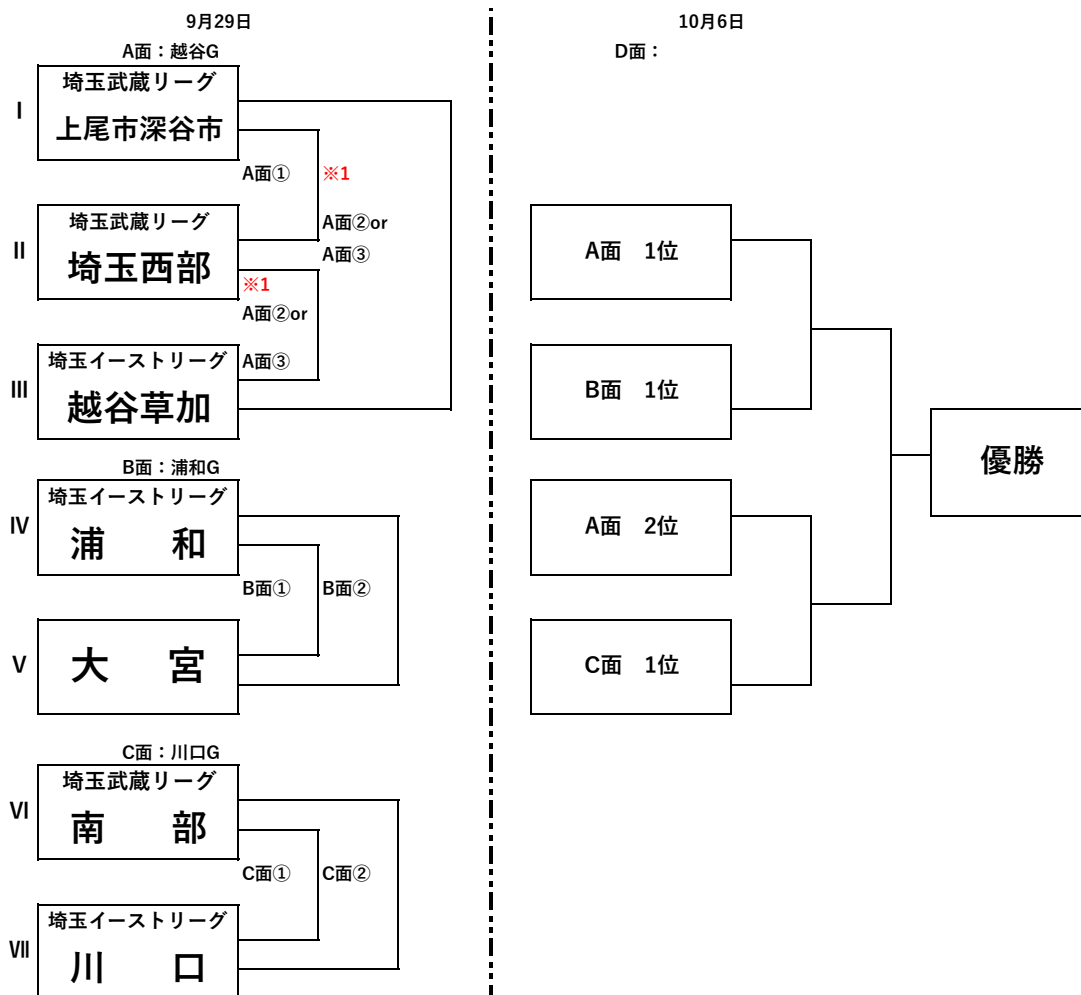 9月29日
A面：越谷G
I
埼玉武蔵リーグ
上尾市深谷市
A面①
※1
II
埼玉武蔵リーグ
埼玉西部
A面②or
A面③
※1
A面②or
A面③
III
埼玉イーストリーグ
越谷草加
B面：浦和G
IV
埼玉イーストリーグ
浦　和
B面①
B面②
V
大　宮
C面：川口G
VI
埼玉武蔵リーグ
南　部
C面①
C面②
VII
埼玉イーストリーグ
川　口
10月6日
D面：
A面　1位
B面　1位
A面　2位
C面　1位
優勝